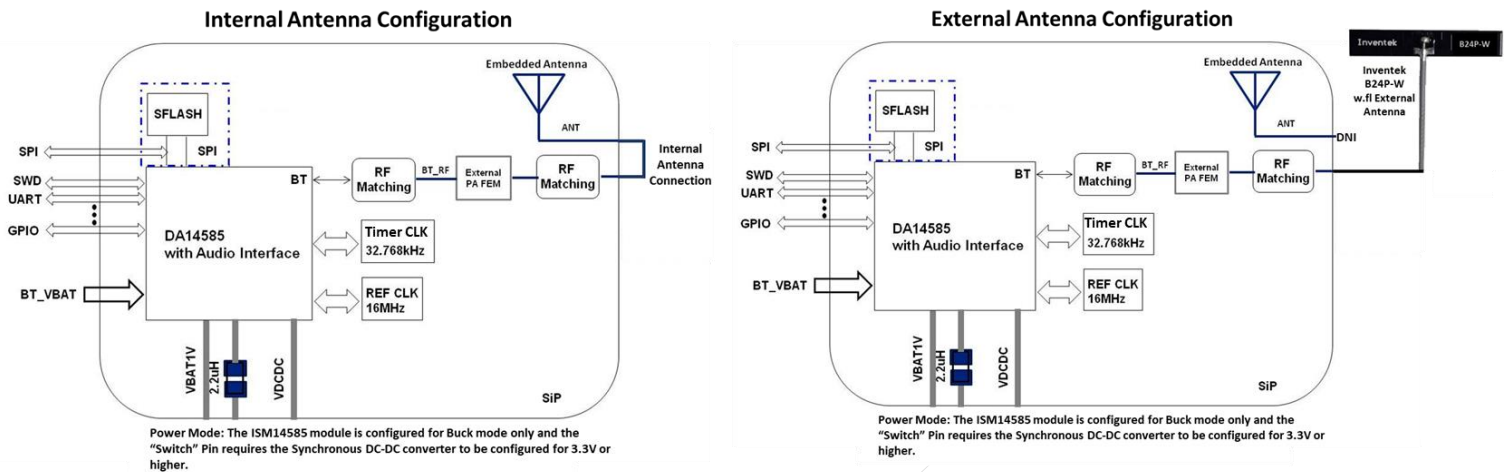 Internal Antenna Configuration
Embedded Antenna
SFLASH
ANT
SPI
SPI
Internal
Antenna
Connection
BT
RF
Matching
BT_RF
External
PA FEM
RF
Matching
SWD
UART
GPIO
DA14585
with Audio Interface
Timer CLK
32.768kHz
BT_VBAT
REF CLK
16MHz
VBAT1V
2.2uH
VDCDC
SiP
Power Mode: The ISM14585 module is configured for Buck mode only and the
“Switch” Pin requires the Synchronous DC-DC converter to be configured for 3.3V or
higher.
External Antenna Configuration
Inventek
B24P-W
Inventek
B24P-W
w.fl External
Antenna
Embedded Antenna
SFLASH
ANT
DNI
SPI
SPI
BT
RF
Matching
BT_RF
External
PA FEM
RF
Matching
SWD
UART
GPIO
DA14585
with Audio Interface
Timer CLK
32.768kHz
BT_VBAT
REF CLK
16MHz
VBAT1V
2.2uH
VDCDC
SiP
Power Mode: The ISM14585 module is configured for Buck mode only and the
“Switch” Pin requires the Synchronous DC-DC converter to be configured for 3.3V or
higher.